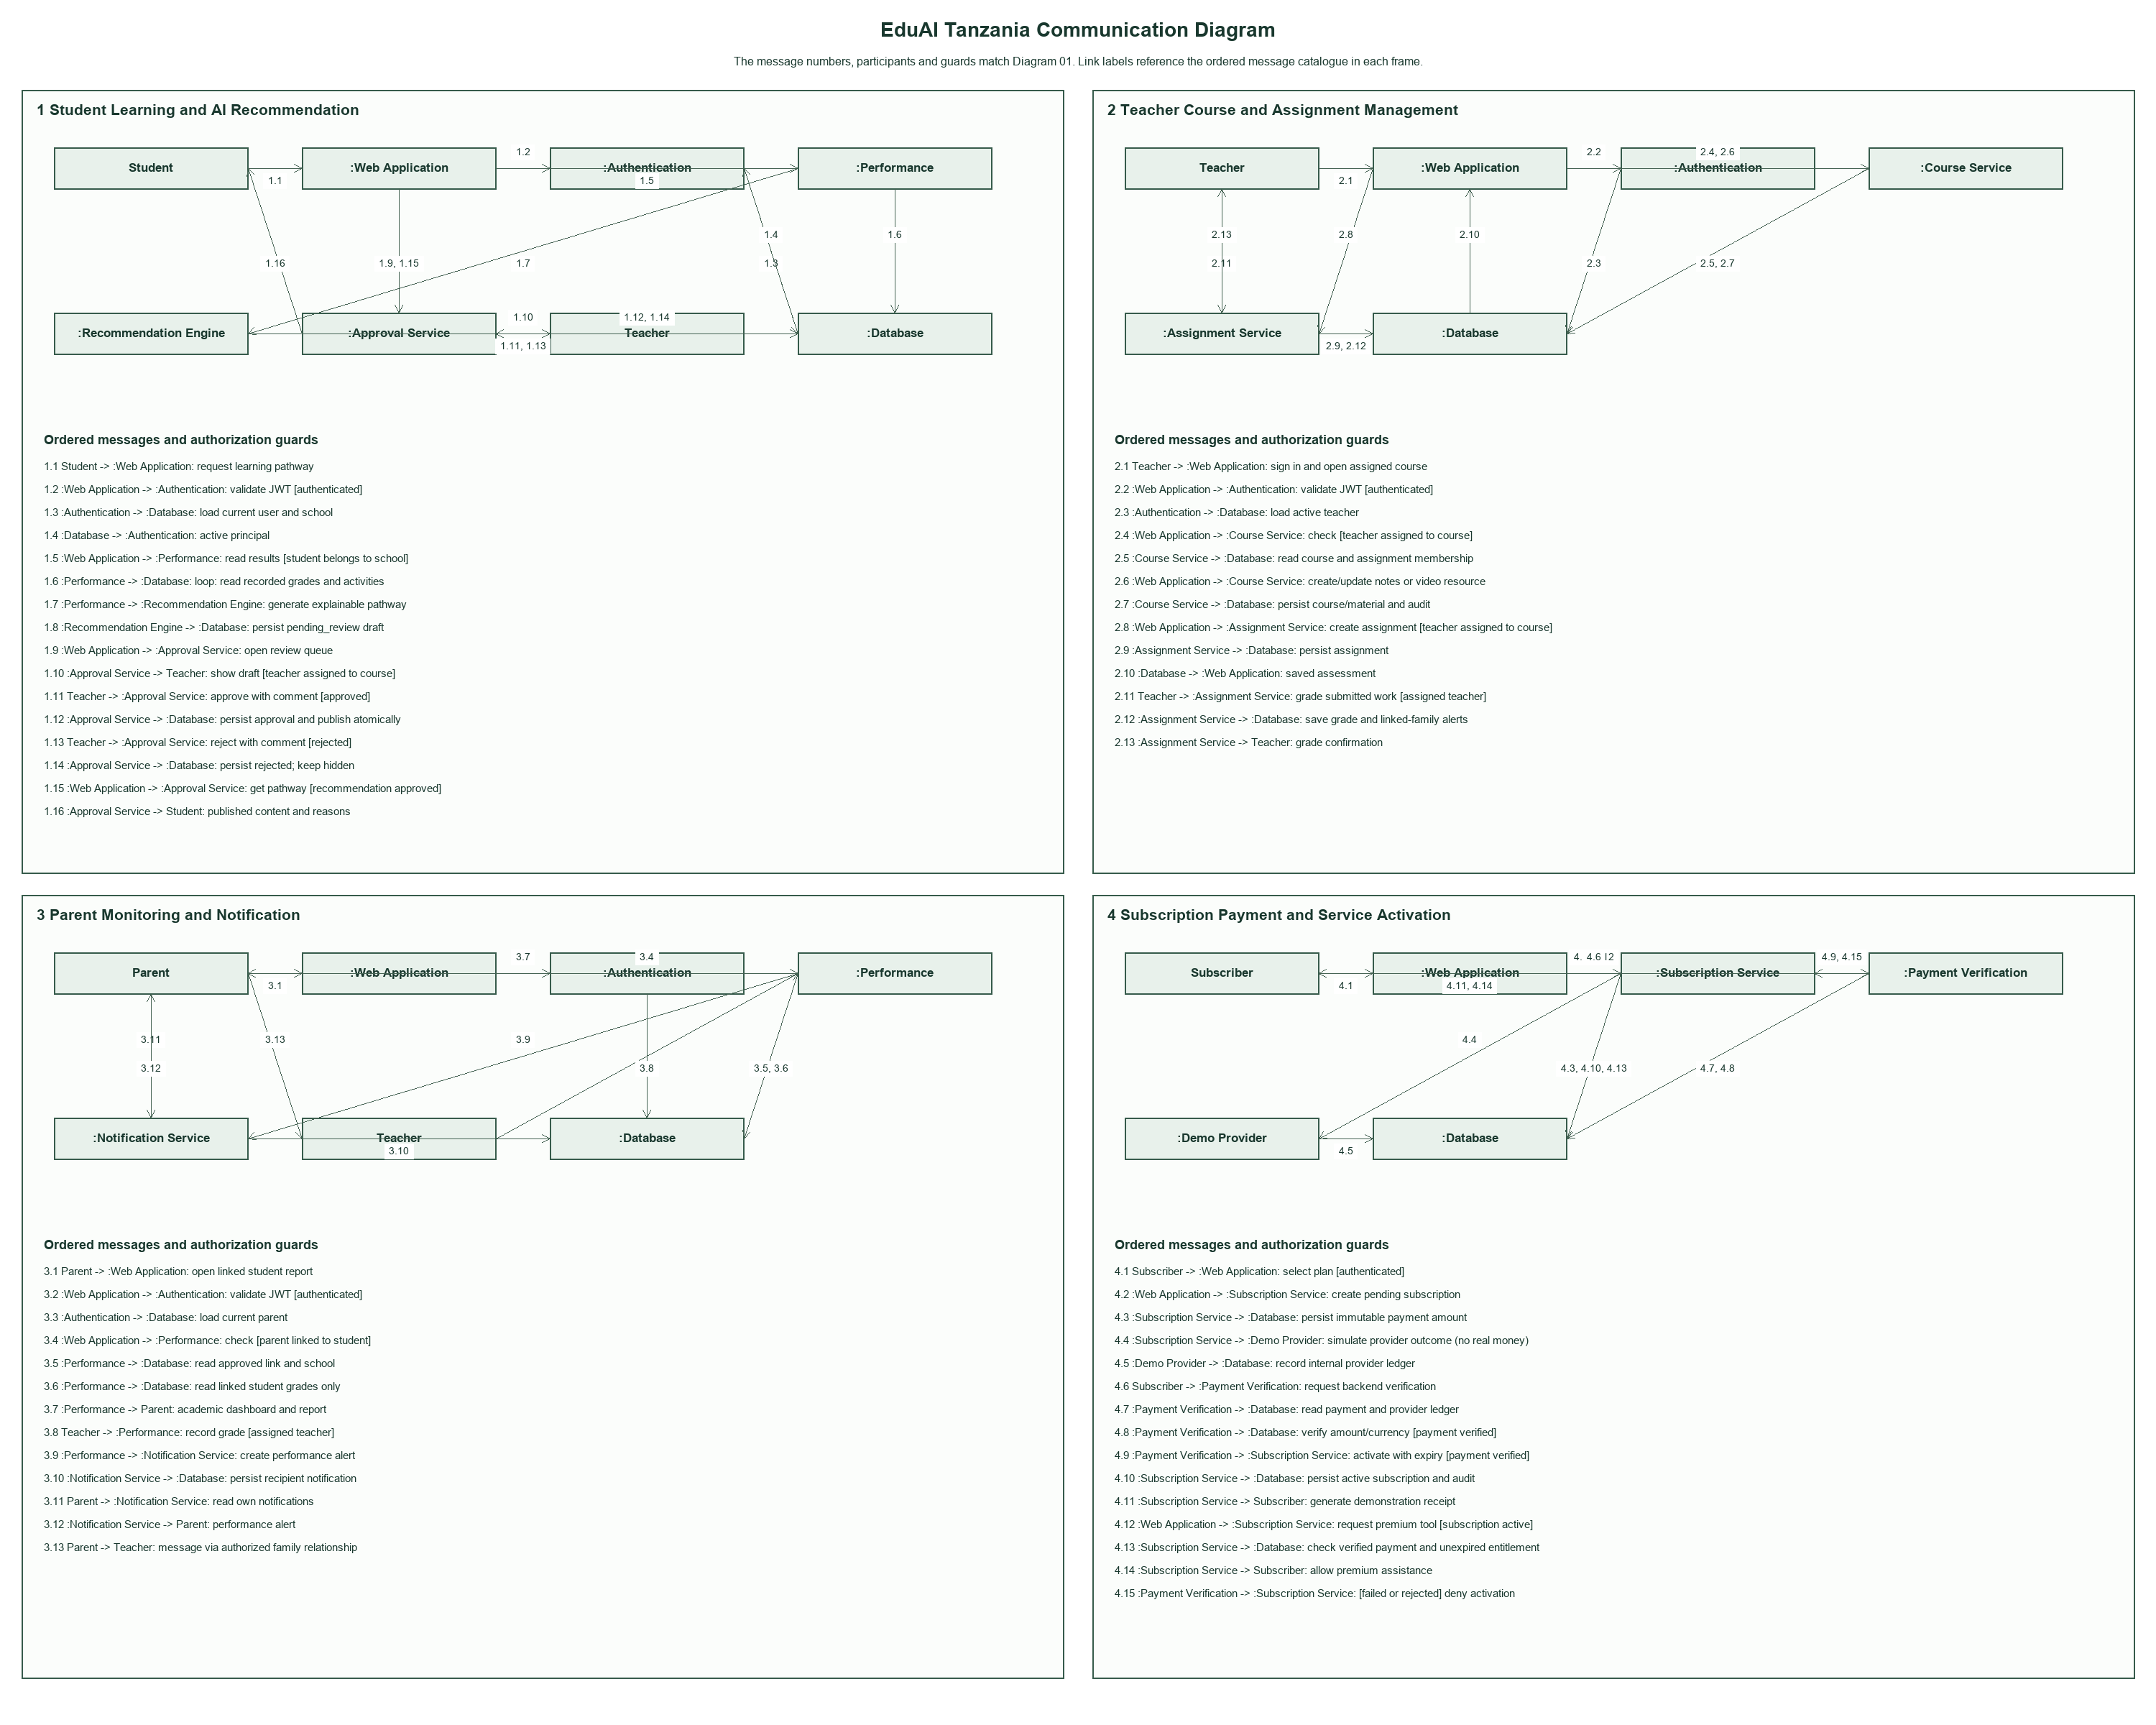 EduAI Tanzania Communication Diagram
The message numbers, participants and guards match Diagram 01. Link labels reference the ordered message catalogue in each frame.
1 Student Learning and AI Recommendation
Student
:Web Application
:Authentication
:Performance
1.1
1.2
1.5
1.4
1.6
1.16
1.9, 1.15
1.7
1.3
:Recommendation Engine
:Approval Service
Teacher
:Database
1.10
1.12, 1.14
1.11, 1.13
Ordered messages and authorization guards
1.1 Student -> :Web Application: request learning pathway
1.2 :Web Application -> :Authentication: validate JWT [authenticated]
1.3 :Authentication -> :Database: load current user and school
1.4 :Database -> :Authentication: active principal
1.5 :Web Application -> :Performance: read results [student belongs to school]
1.6 :Performance -> :Database: loop: read recorded grades and activities
1.7 :Performance -> :Recommendation Engine: generate explainable pathway
1.8 :Recommendation Engine -> :Database: persist pending_review draft
1.9 :Web Application -> :Approval Service: open review queue
1.10 :Approval Service -> Teacher: show draft [teacher assigned to course]
1.11 Teacher -> :Approval Service: approve with comment [approved]
1.12 :Approval Service -> :Database: persist approval and publish atomically
1.13 Teacher -> :Approval Service: reject with comment [rejected]
1.14 :Approval Service -> :Database: persist rejected; keep hidden
1.15 :Web Application -> :Approval Service: get pathway [recommendation approved]
1.16 :Approval Service -> Student: published content and reasons
2 Teacher Course and Assignment Management
Teacher
:Web Application
:Authentication
:Course Service
2.1
2.2
2.4, 2.6
2.13
2.8
2.10
2.11
2.3
2.5, 2.7
:Assignment Service
:Database
2.9, 2.12
Ordered messages and authorization guards
2.1 Teacher -> :Web Application: sign in and open assigned course
2.2 :Web Application -> :Authentication: validate JWT [authenticated]
2.3 :Authentication -> :Database: load active teacher
2.4 :Web Application -> :Course Service: check [teacher assigned to course]
2.5 :Course Service -> :Database: read course and assignment membership
2.6 :Web Application -> :Course Service: create/update notes or video resource
2.7 :Course Service -> :Database: persist course/material and audit
2.8 :Web Application -> :Assignment Service: create assignment [teacher assigned to course]
2.9 :Assignment Service -> :Database: persist assignment
2.10 :Database -> :Web Application: saved assessment
2.11 Teacher -> :Assignment Service: grade submitted work [assigned teacher]
2.12 :Assignment Service -> :Database: save grade and linked-family alerts
2.13 :Assignment Service -> Teacher: grade confirmation
3 Parent Monitoring and Notification
Parent
:Web Application
:Authentication
:Performance
3.1
3.7
3.4
3.11
3.13
3.9
3.12
3.8
3.5, 3.6
:Notification Service
Teacher
:Database
3.10
Ordered messages and authorization guards
3.1 Parent -> :Web Application: open linked student report
3.2 :Web Application -> :Authentication: validate JWT [authenticated]
3.3 :Authentication -> :Database: load current parent
3.4 :Web Application -> :Performance: check [parent linked to student]
3.5 :Performance -> :Database: read approved link and school
3.6 :Performance -> :Database: read linked student grades only
3.7 :Performance -> Parent: academic dashboard and report
3.8 Teacher -> :Performance: record grade [assigned teacher]
3.9 :Performance -> :Notification Service: create performance alert
3.10 :Notification Service -> :Database: persist recipient notification
3.11 Parent -> :Notification Service: read own notifications
3.12 :Notification Service -> Parent: performance alert
3.13 Parent -> Teacher: message via authorized family relationship
4 Subscription Payment and Service Activation
Subscriber
:Web Application
:Subscription Service
:Payment Verification
4.1
4.6
4.9, 4.15
4.11, 4.14
4.4
4.3, 4.10, 4.13
4.7, 4.8
:Demo Provider
:Database
4.5
Ordered messages and authorization guards
4.1 Subscriber -> :Web Application: select plan [authenticated]
4.2 :Web Application -> :Subscription Service: create pending subscription
4.3 :Subscription Service -> :Database: persist immutable payment amount
4.4 :Subscription Service -> :Demo Provider: simulate provider outcome (no real money)
4.5 :Demo Provider -> :Database: record internal provider ledger
4.6 Subscriber -> :Payment Verification: request backend verification
4.7 :Payment Verification -> :Database: read payment and provider ledger
4.8 :Payment Verification -> :Database: verify amount/currency [payment verified]
4.9 :Payment Verification -> :Subscription Service: activate with expiry [payment verified]
4.10 :Subscription Service -> :Database: persist active subscription and audit
4.11 :Subscription Service -> Subscriber: generate demonstration receipt
4.12 :Web Application -> :Subscription Service: request premium tool [subscription active]
4.13 :Subscription Service -> :Database: check verified payment and unexpired entitlement
4.14 :Subscription Service -> Subscriber: allow premium assistance
4.15 :Payment Verification -> :Subscription Service: [failed or rejected] deny activation